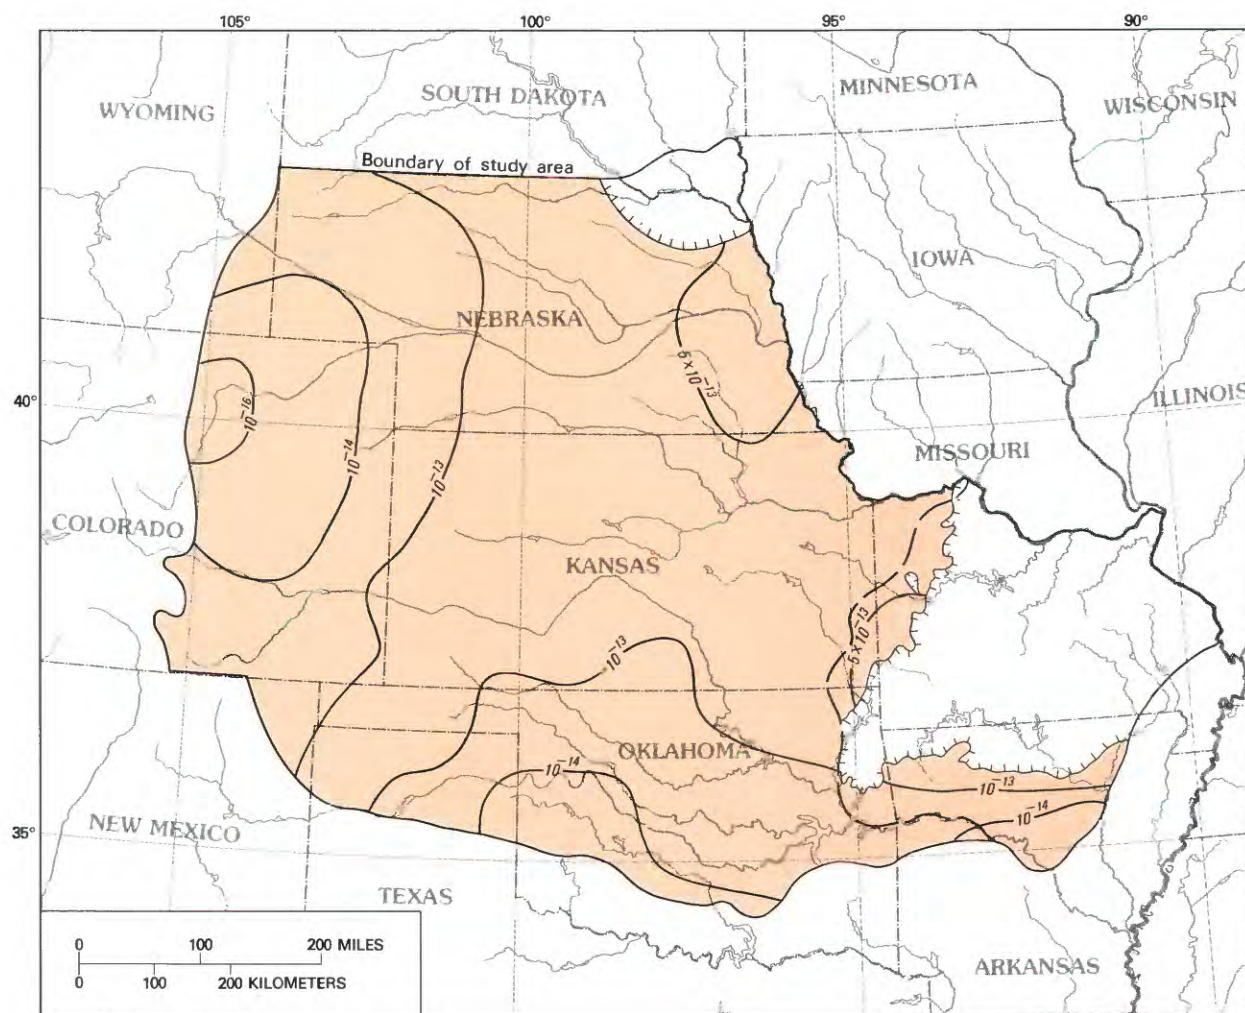 105° 100° 95° 90°
WYOMING
SOUTH DAKOTA
MINNESOTA
WISCONSIN
Boundary of study area
IOWA
NEBRASKA
5×10⁻¹³
40°
10⁻¹⁶
10⁻¹⁴
10⁻¹³
ILLINOIS
MISSOURI
COLORADO
KANSAS
5×10⁻¹³
10⁻¹³
OKLAHOMA
10⁻¹⁴
10⁻¹³
10⁻¹⁴
35°
NEW MEXICO
TEXAS
ARKANSAS
0 100 200 MILES
0 100 200 KILOMETERS